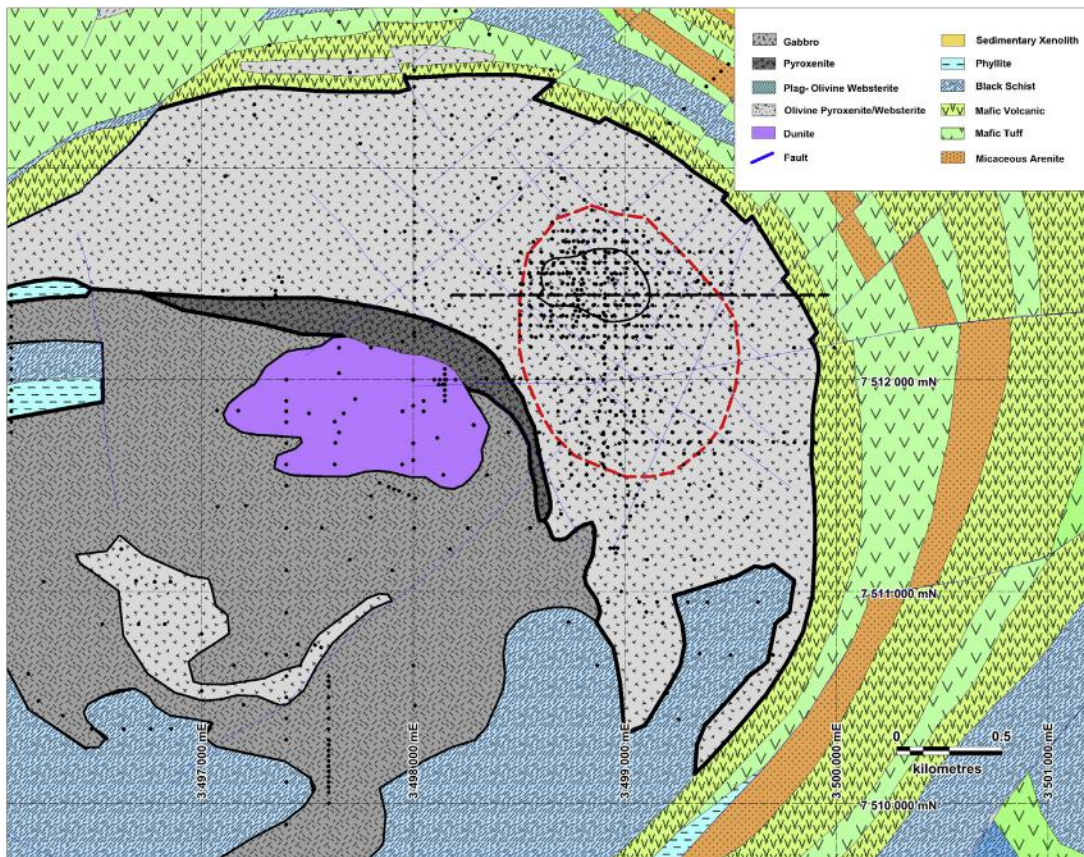 Gabbro
Pyroxenite
Plag- Olivine Websterite
Olivine Pyroxenite/Websterite
Dunite
Fault
Sedimentary Xenolith
Phyllite
Black Schist
Mafic Volcanic
Mafic Tuff
Micaceous Arenite
7 512 000 mN
7 511 000 mN
7 510 000 mN
3 497 000 mE
3 498 000 mE
3 499 000 mE
3 500 000 mE
3 501 000 mE
0 0.5
kilometres